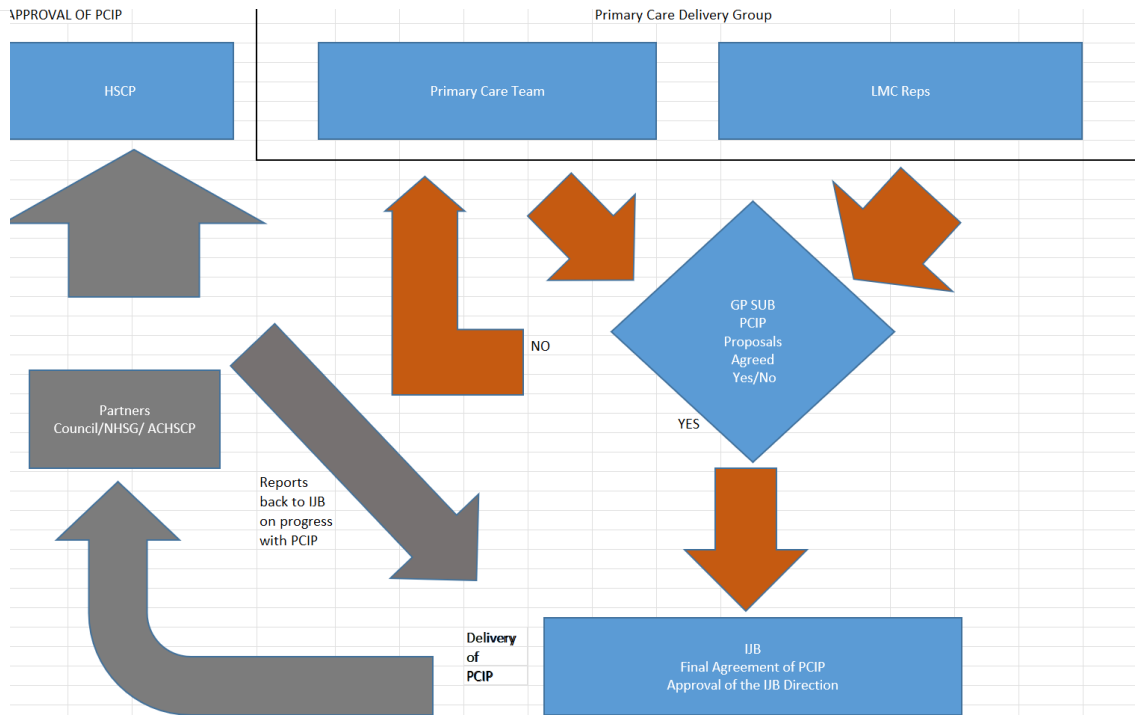 APPROVAL OF PCIP
Primary Care Delivery Group
HSCP
Primary Care Team
LMC Reps
GP SUB
PCIP
Proposals
Agreed
Yes/No
NO
YES
Partners
Council/NHSG/ ACHSCP
Reports
back to IJB
on progress
with PCIP
Delivery
of
PCIP
IJB
Final Agreement of PCIP
Approval of the IJB Direction